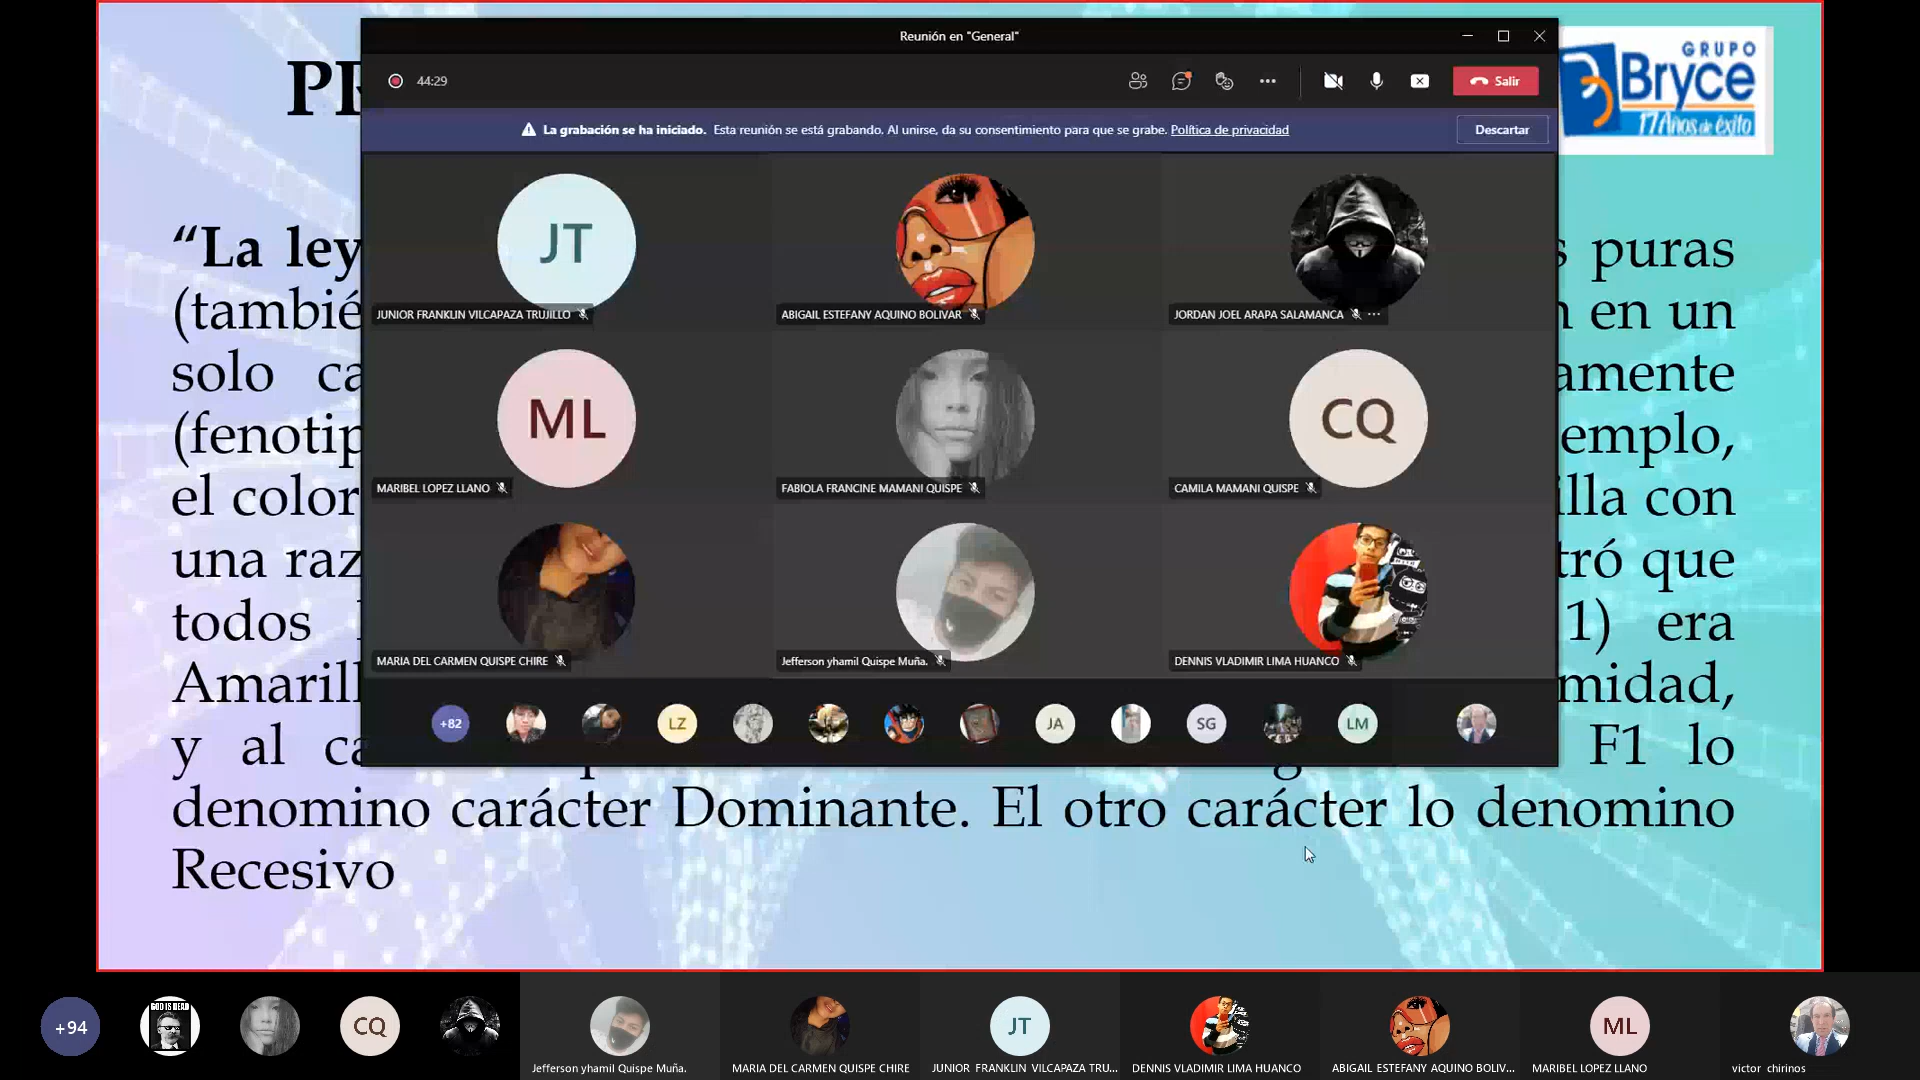 Reunión en "General"
44:29
Salir
La grabación se ha iniciado. Esta reunión se está grabando. Al unirse, da su consentimiento para que se grabe. Política de privacidad
Descartar
GRUPO
Bryce
17 Años de éxito
JT
JUNIOR FRANKLIN VILCAPAZA TRUJILLO
ABIGAIL ESTEFANY AQUINO BOLIVAR
JORDAN JOEL ARAPA SALAMANCA
ML
MARIBEL LOPEZ LLANO
FABIOLA FRANCINE MAMANI QUISPE
CQ
CAMILA MAMANI QUISPE
MARIA DEL CARMEN QUISPE CHIRE
Jefferson yhamil Quispe Muña.
DENNIS VLADIMIR LIMA HUANCO
+82
LZ
JA
SG
LM
“La ley
puras
(también
en un
solo
(fenotip
emplo,
el color
illa con
una raz
tró que
todos
1) era
Amarill
midad,
y al
F1 lo
denomino carácter Dominante. El otro carácter lo denomino
Recesivo
+94
GOD IS DEAD
CQ
Jefferson yhamil Quispe Muña.
MARIA DEL CARMEN QUISPE CHIRE
JT
JUNIOR FRANKLIN VILCAPAZA TRU...
DENNIS VLADIMIR LIMA HUANCO
ABIGAIL ESTEFANY AQUINO BOLIV...
ML
MARIBEL LOPEZ LLANO
victor chirinos